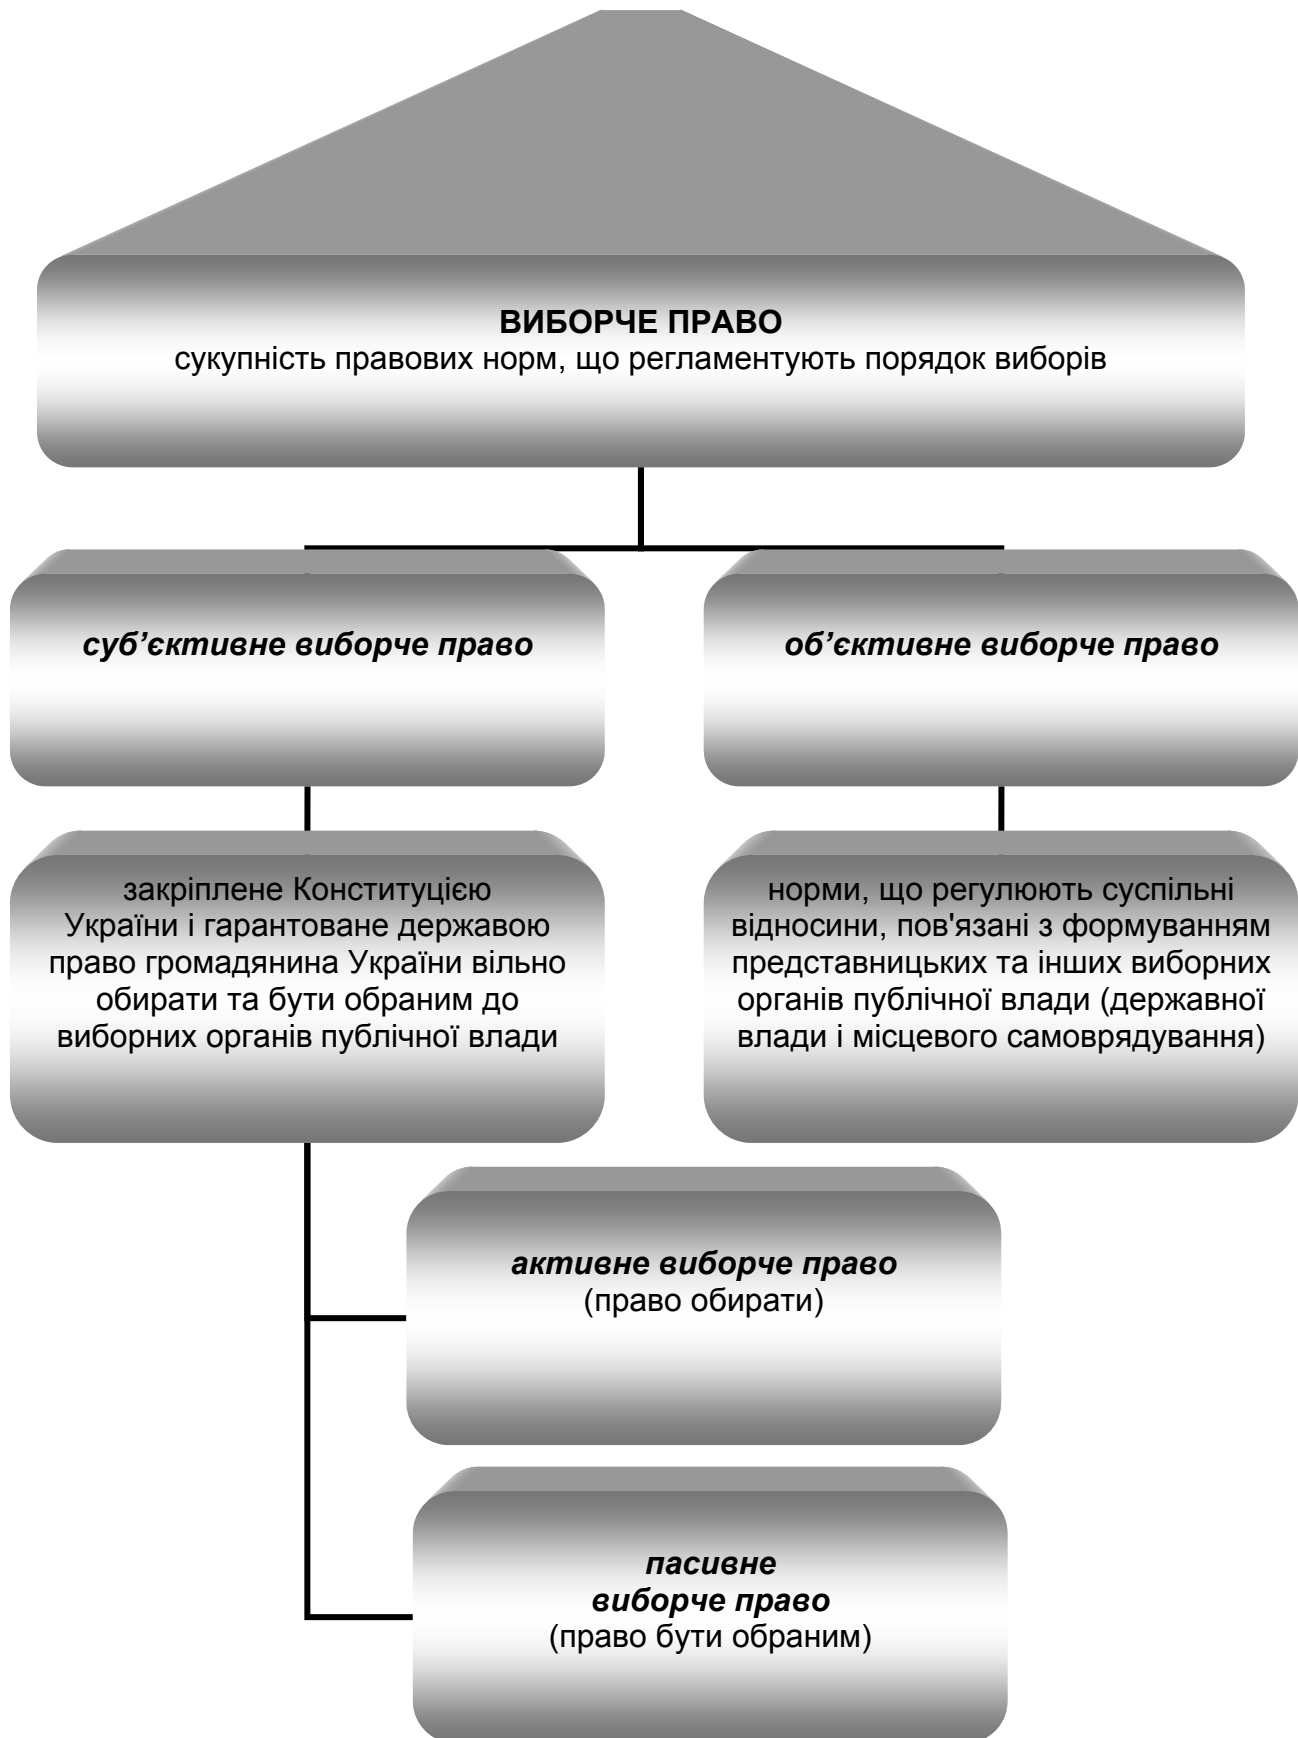 ВИБОРЧЕ ПРАВО
сукупність правових норм, що регламентують порядок виборів
суб’єктивне виборче право
об’єктивне виборче право
закріплене Конституцією
України і гарантоване державою
право громадянина України вільно
обирати та бути обраним до
виборних органів публічної влади
норми, що регулюють суспільні
відносини, пов'язані з формуванням
представницьких та інших виборних
органів публічної влади (державної
влади і місцевого самоврядування)
активне виборче право
(право обирати)
пасивне
виборче право
(право бути обраним)